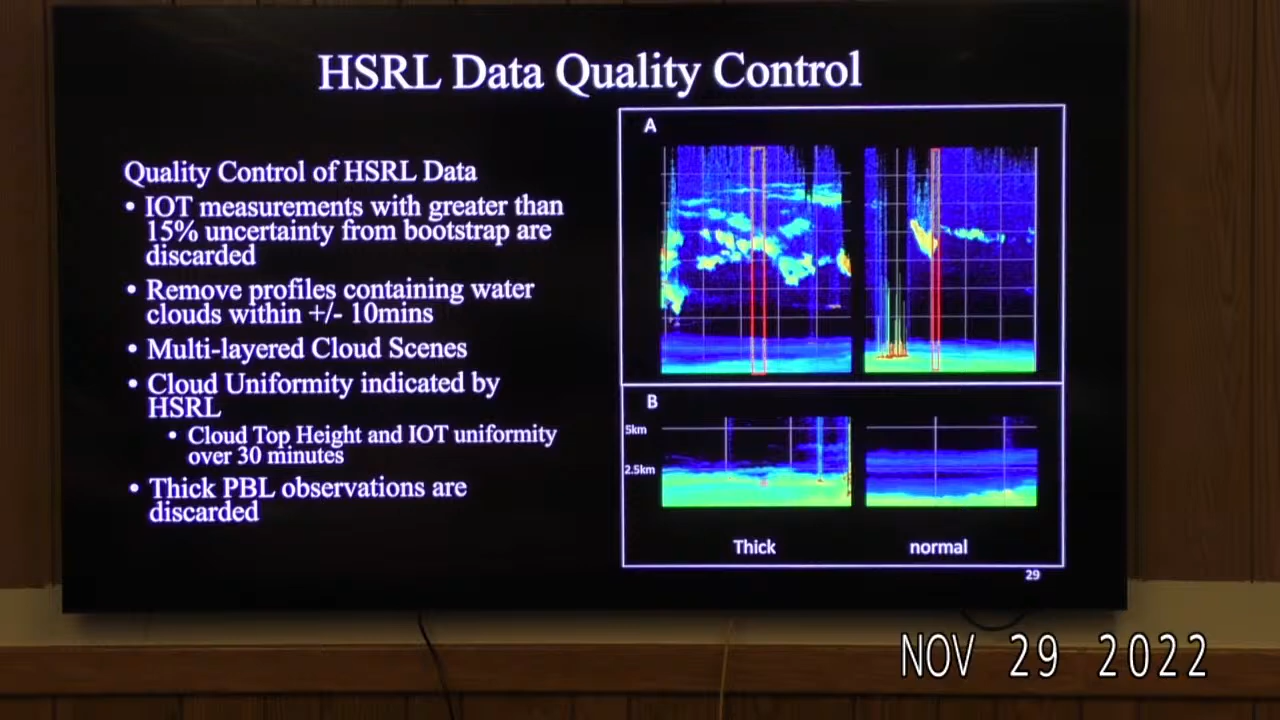 HSRL Data Quality Control
Quality Control of HSRL Data
• IOT measurements with greater than
15% uncertainty from bootstrap are
discarded
• Remove profiles containing water
clouds within +/- 10mins
• Multi-layered Cloud Scenes
• Cloud Uniformity indicated by
HSRL
• Cloud Top Height and IOT uniformity
over 30 minutes
• Thick PBL observations are
discarded
A
B
5km
2.5km
Thick
normal
29
NOV 29 2022